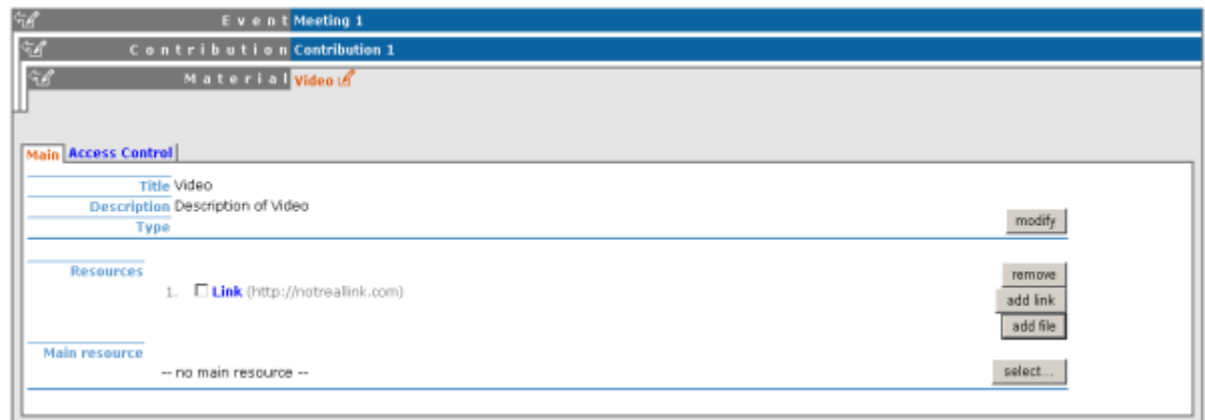 Event Meeting 1
Contribution Contribution 1
Material Video
Main Access Control
Title Video
Description Description of Video
Type
modify
Resources
remove
1. Link (http://notreallink.com)
add link
add file
Main resource
-- no main resource --
select...